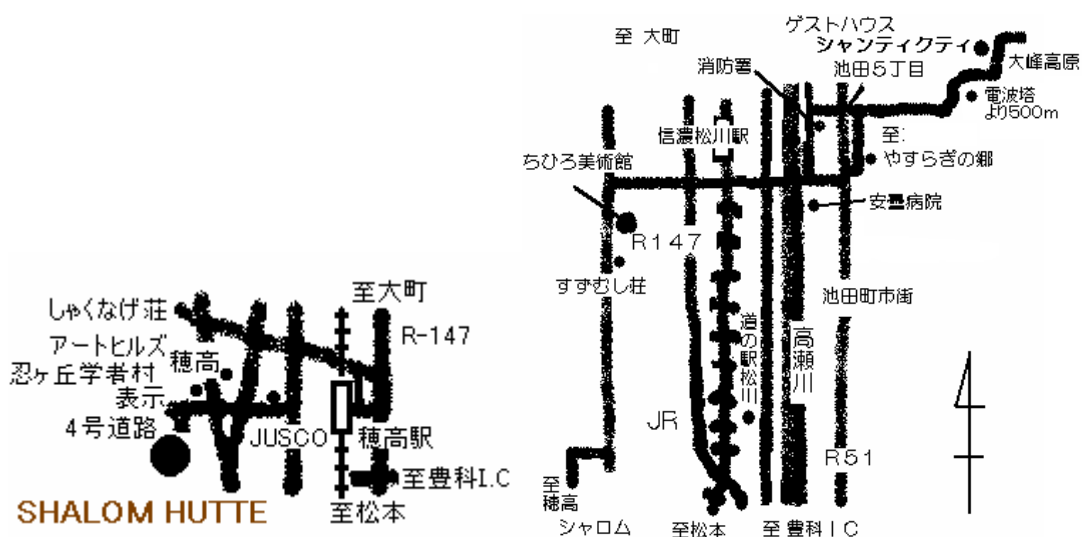 しゃくなげ荘
アートヒルズ
穂高
忍ヶ丘学者村
表示
4号道路
JUSCO
穂高駅
至大町
R-147
至豊科I.C
至松本
SHALOM HUTTE
至 大町
ゲストハウス
シャンティクティ
消防署
池田5丁目
大峰高原
電波塔
より500m
信濃松川駅
至:
やすらぎの郷
ちひろ美術館
安曇病院
R147
すずむし荘
池田町市街
道の駅松川
高瀬川
JR
R51
至
穂高
シャロム
至松本
至 豊科 IC